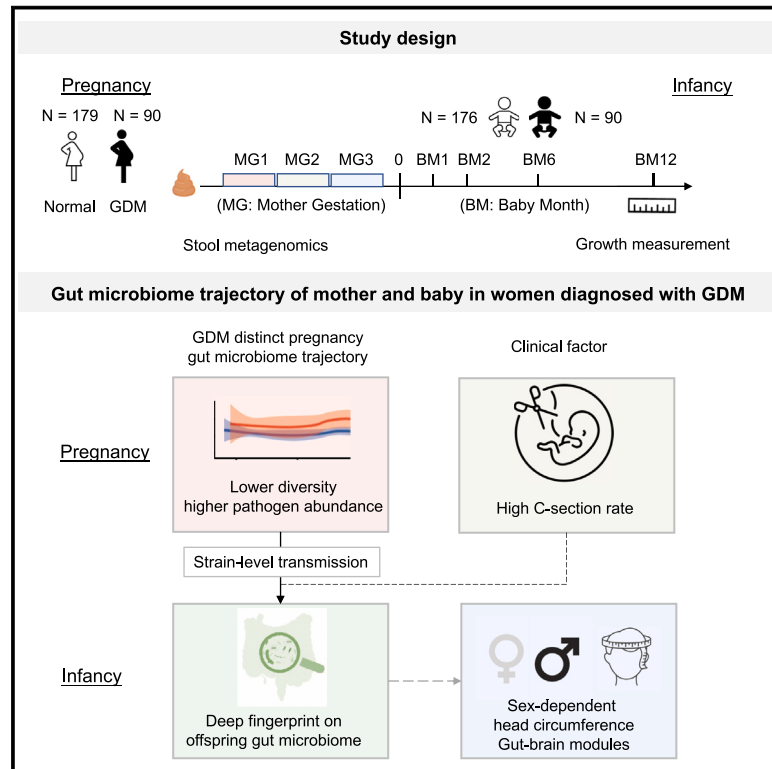 Study design
Pregnancy
Infancy
N = 179 N = 90
N = 176
N = 90
MG1 MG2 MG3 0 BM1 BM2 BM6 BM12
Normal GDM
(MG: Mother Gestation)
(BM: Baby Month)
Stool metagenomics
Growth measurement
Gut microbiome trajectory of mother and baby in women diagnosed with GDM
GDM distinct pregnancy
gut microbiome trajectory
Clinical factor
Pregnancy
Lower diversity
higher pathogen abundance
High C-section rate
Strain-level transmission
Infancy
Deep fingerprint on
offspring gut microbiome
Sex-dependent
head circumference
Gut-brain modules